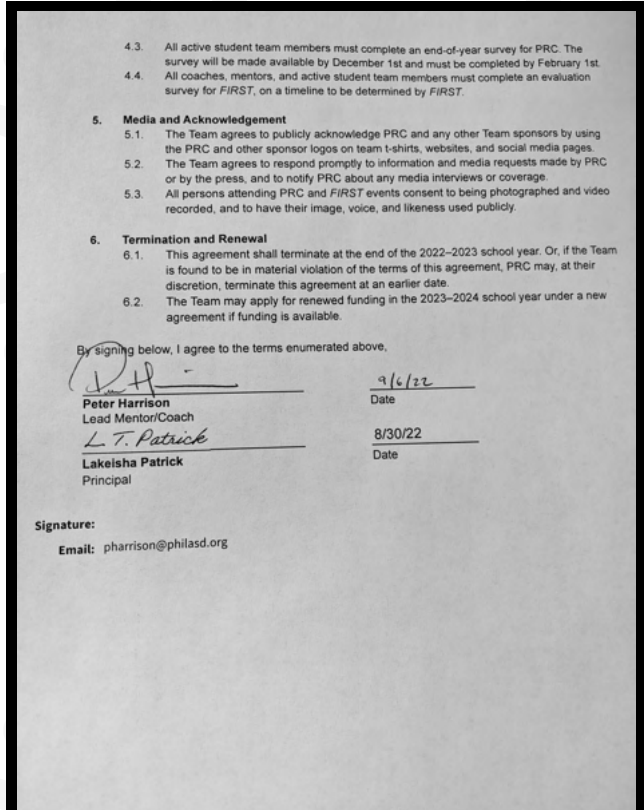 4.3. All active student team members must complete an end-of-year survey for PRC. The
survey will be made available by December 1st and must be completed by February 1st.
4.4. All coaches, mentors, and active student team members must complete an evaluation
survey for FIRST, on a timeline to be determined by FIRST.
5. Media and Acknowledgement
5.1. The Team agrees to publicly acknowledge PRC and any other Team sponsors by using
the PRC and other sponsor logos on team t-shirts, websites, and social media pages.
5.2. The Team agrees to respond promptly to information and media requests made by PRC
or by the press, and to notify PRC about any media interviews or coverage.
5.3. All persons attending PRC and FIRST events consent to being photographed and video
recorded, and to have their image, voice, and likeness used publicly.
6. Termination and Renewal
6.1. This agreement shall terminate at the end of the 2022–2023 school year. Or, if the Team
is found to be in material violation of the terms of this agreement, PRC may, at their
discretion, terminate this agreement at an earlier date.
6.2. The Team may apply for renewed funding in the 2023–2024 school year under a new
agreement if funding is available.
By signing below, I agree to the terms enumerated above,
9/6/22
Peter Harrison Date
Lead Mentor/Coach
L. T. Patrick 8/30/22
Lakeisha Patrick Date
Principal
Signature:
Email: pharrison@philasd.org